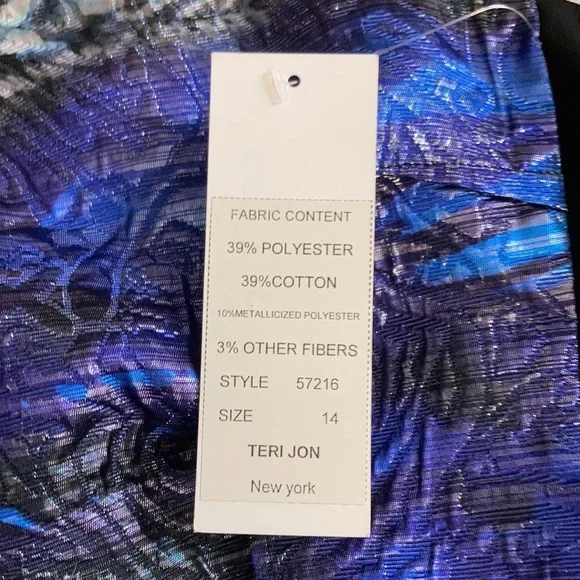 FABRIC CONTENT
39% POLYESTER
39%COTTON
10%METALLICIZED POLYESTER
3% OTHER FIBERS
STYLE 57216
SIZE 14
TERI JON
New york